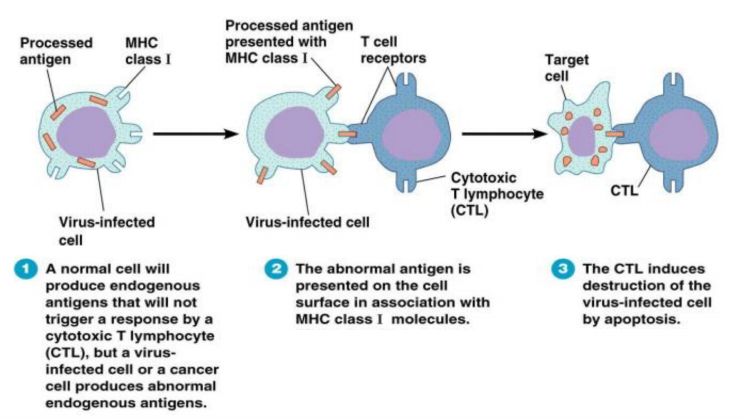 Processed
antigen
MHC
class I
Virus-infected
cell
1 A normal cell will
produce endogenous
antigens that will not
trigger a response by a
cytotoxic T lymphocyte
(CTL), but a virus-
infected cell or a cancer
cell produces abnormal
endogenous antigens.
Processed antigen
presented with
MHC class I
T cell
receptors
Cytotoxic
T lymphocyte
(CTL)
Virus-infected cell
2 The abnormal antigen is
presented on the cell
surface in association with
MHC class I molecules.
Target
cell
CTL
3 The CTL induces
destruction of the
virus-infected cell
by apoptosis.